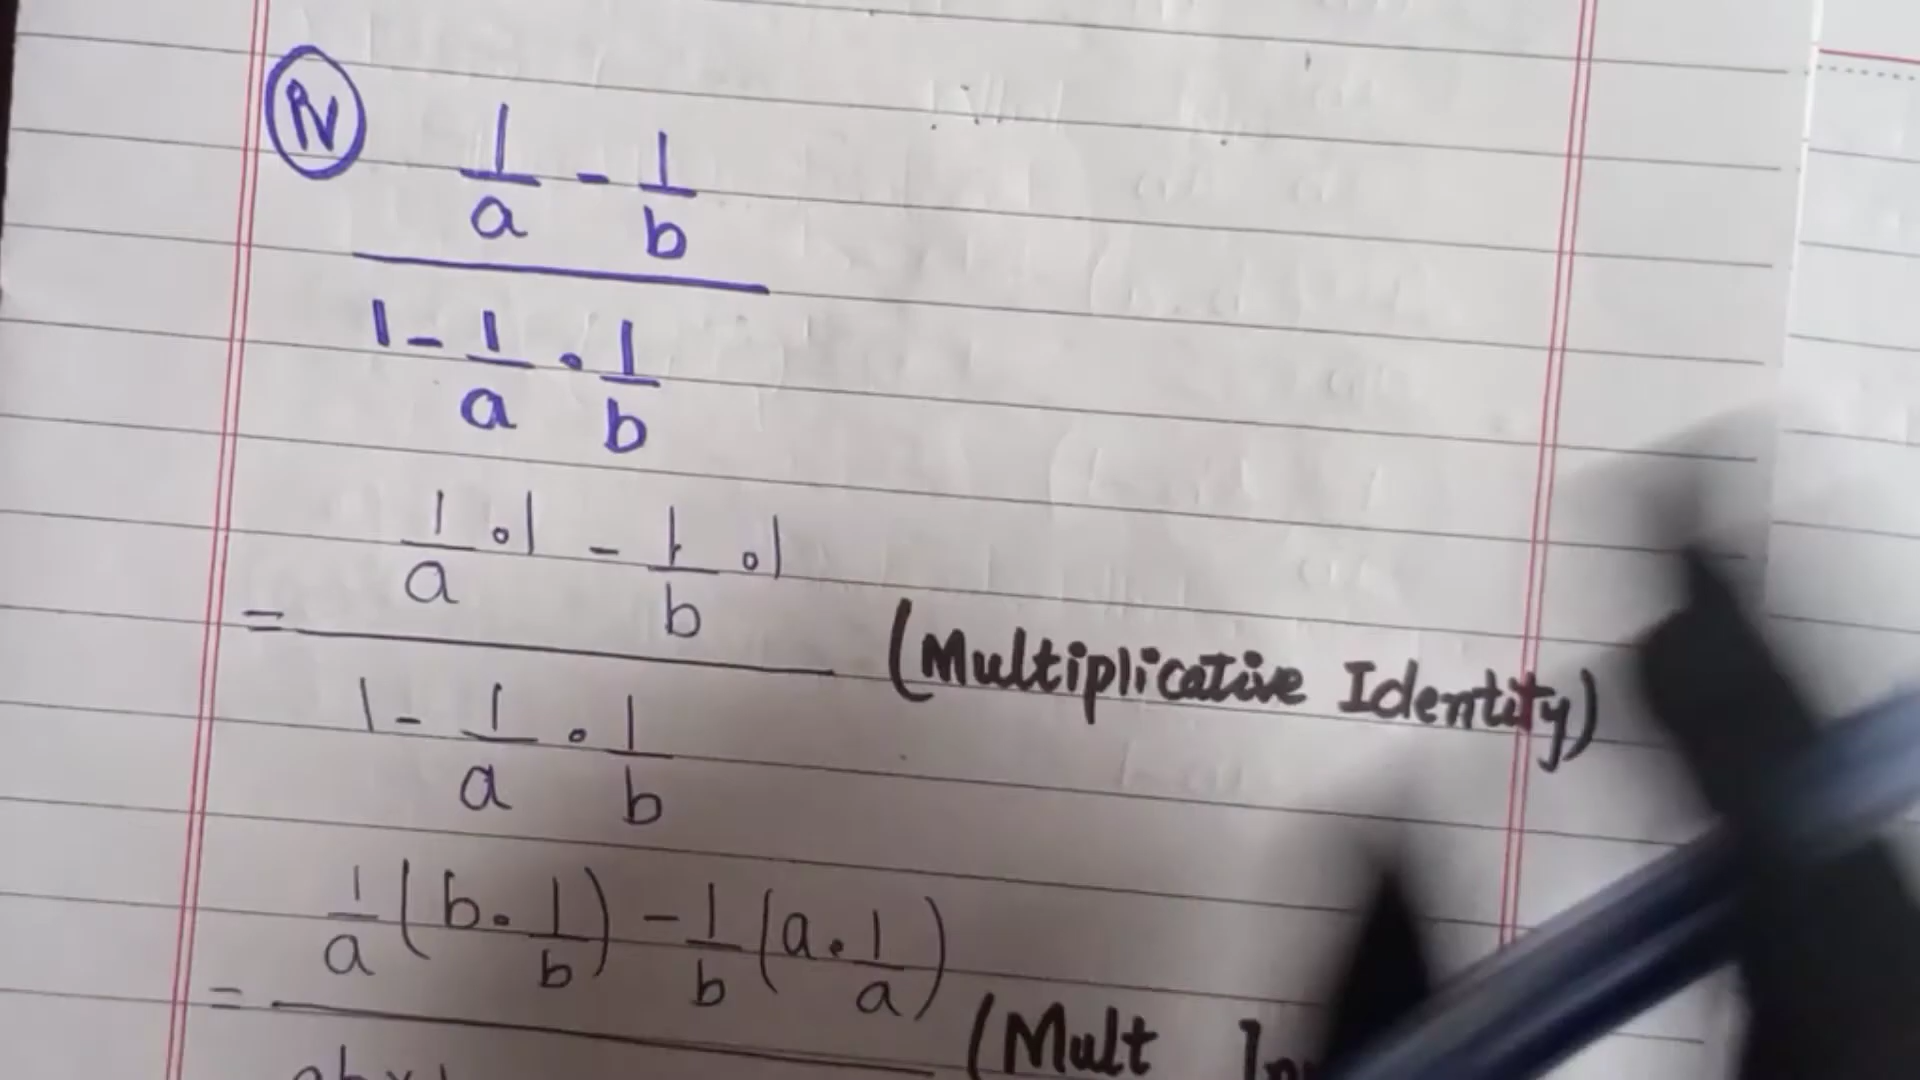 (iv) 1/a - 1/b
1 - 1/a · 1/b
1/a · 1 - 1/b · 1
= (Multiplicative Identity)
1 - 1/a · 1/b
1/a (b · 1/b) - 1/b (a · 1/a)
= (Mult